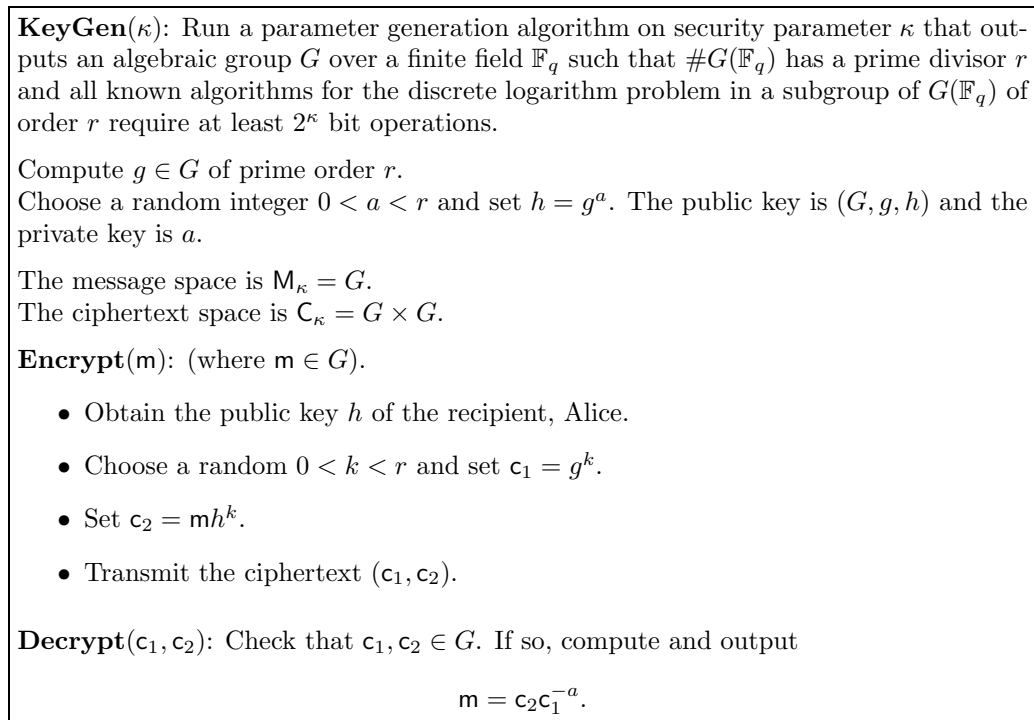 KeyGen(κ): Run a parameter generation algorithm on security parameter κ that out-
puts an algebraic group G over a finite field 𝔽_q such that #G(𝔽_q) has a prime divisor r
and all known algorithms for the discrete logarithm problem in a subgroup of G(𝔽_q) of
order r require at least 2^κ bit operations.
Compute g ∈ G of prime order r.
Choose a random integer 0 < a < r and set h = g^a. The public key is (G, g, h) and the
private key is a.
The message space is M_κ = G.
The ciphertext space is C_κ = G × G.
Encrypt(m): (where m ∈ G).
• Obtain the public key h of the recipient, Alice.
• Choose a random 0 < k < r and set c_1 = g^k.
• Set c_2 = mh^k.
• Transmit the ciphertext (c_1, c_2).
Decrypt(c_1, c_2): Check that c_1, c_2 ∈ G. If so, compute and output
m = c_2c_1^{-a}.